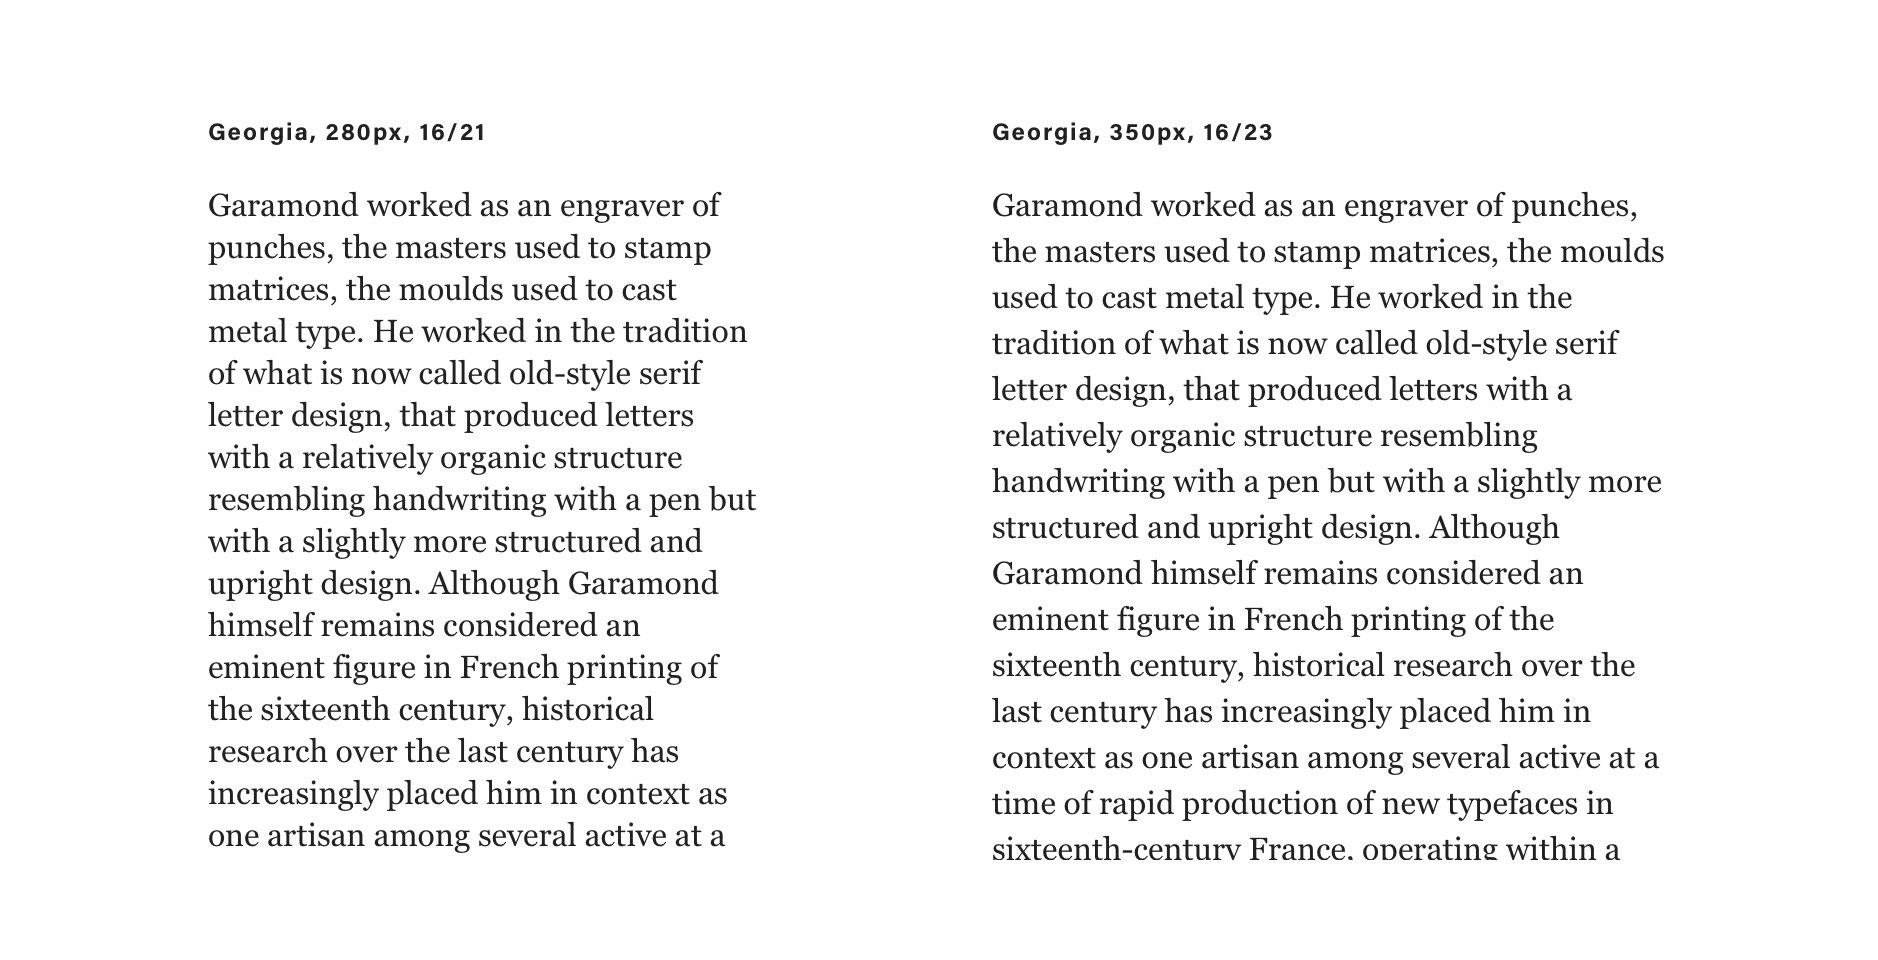 Georgia, 280px, 16/21
Garamond worked as an engraver of
punches, the masters used to stamp
matrices, the moulds used to cast
metal type. He worked in the tradition
of what is now called old-style serif
letter design, that produced letters
with a relatively organic structure
resembling handwriting with a pen but
with a slightly more structured and
upright design. Although Garamond
himself remains considered an
eminent figure in French printing of
the sixteenth century, historical
research over the last century has
increasingly placed him in context as
one artisan among several active at a
Georgia, 350px, 16/23
Garamond worked as an engraver of punches,
the masters used to stamp matrices, the moulds
used to cast metal type. He worked in the
tradition of what is now called old-style serif
letter design, that produced letters with a
relatively organic structure resembling
handwriting with a pen but with a slightly more
structured and upright design. Although
Garamond himself remains considered an
eminent figure in French printing of the
sixteenth century, historical research over the
last century has increasingly placed him in
context as one artisan among several active at a
time of rapid production of new typefaces in
sixteenth-century France, operating within a